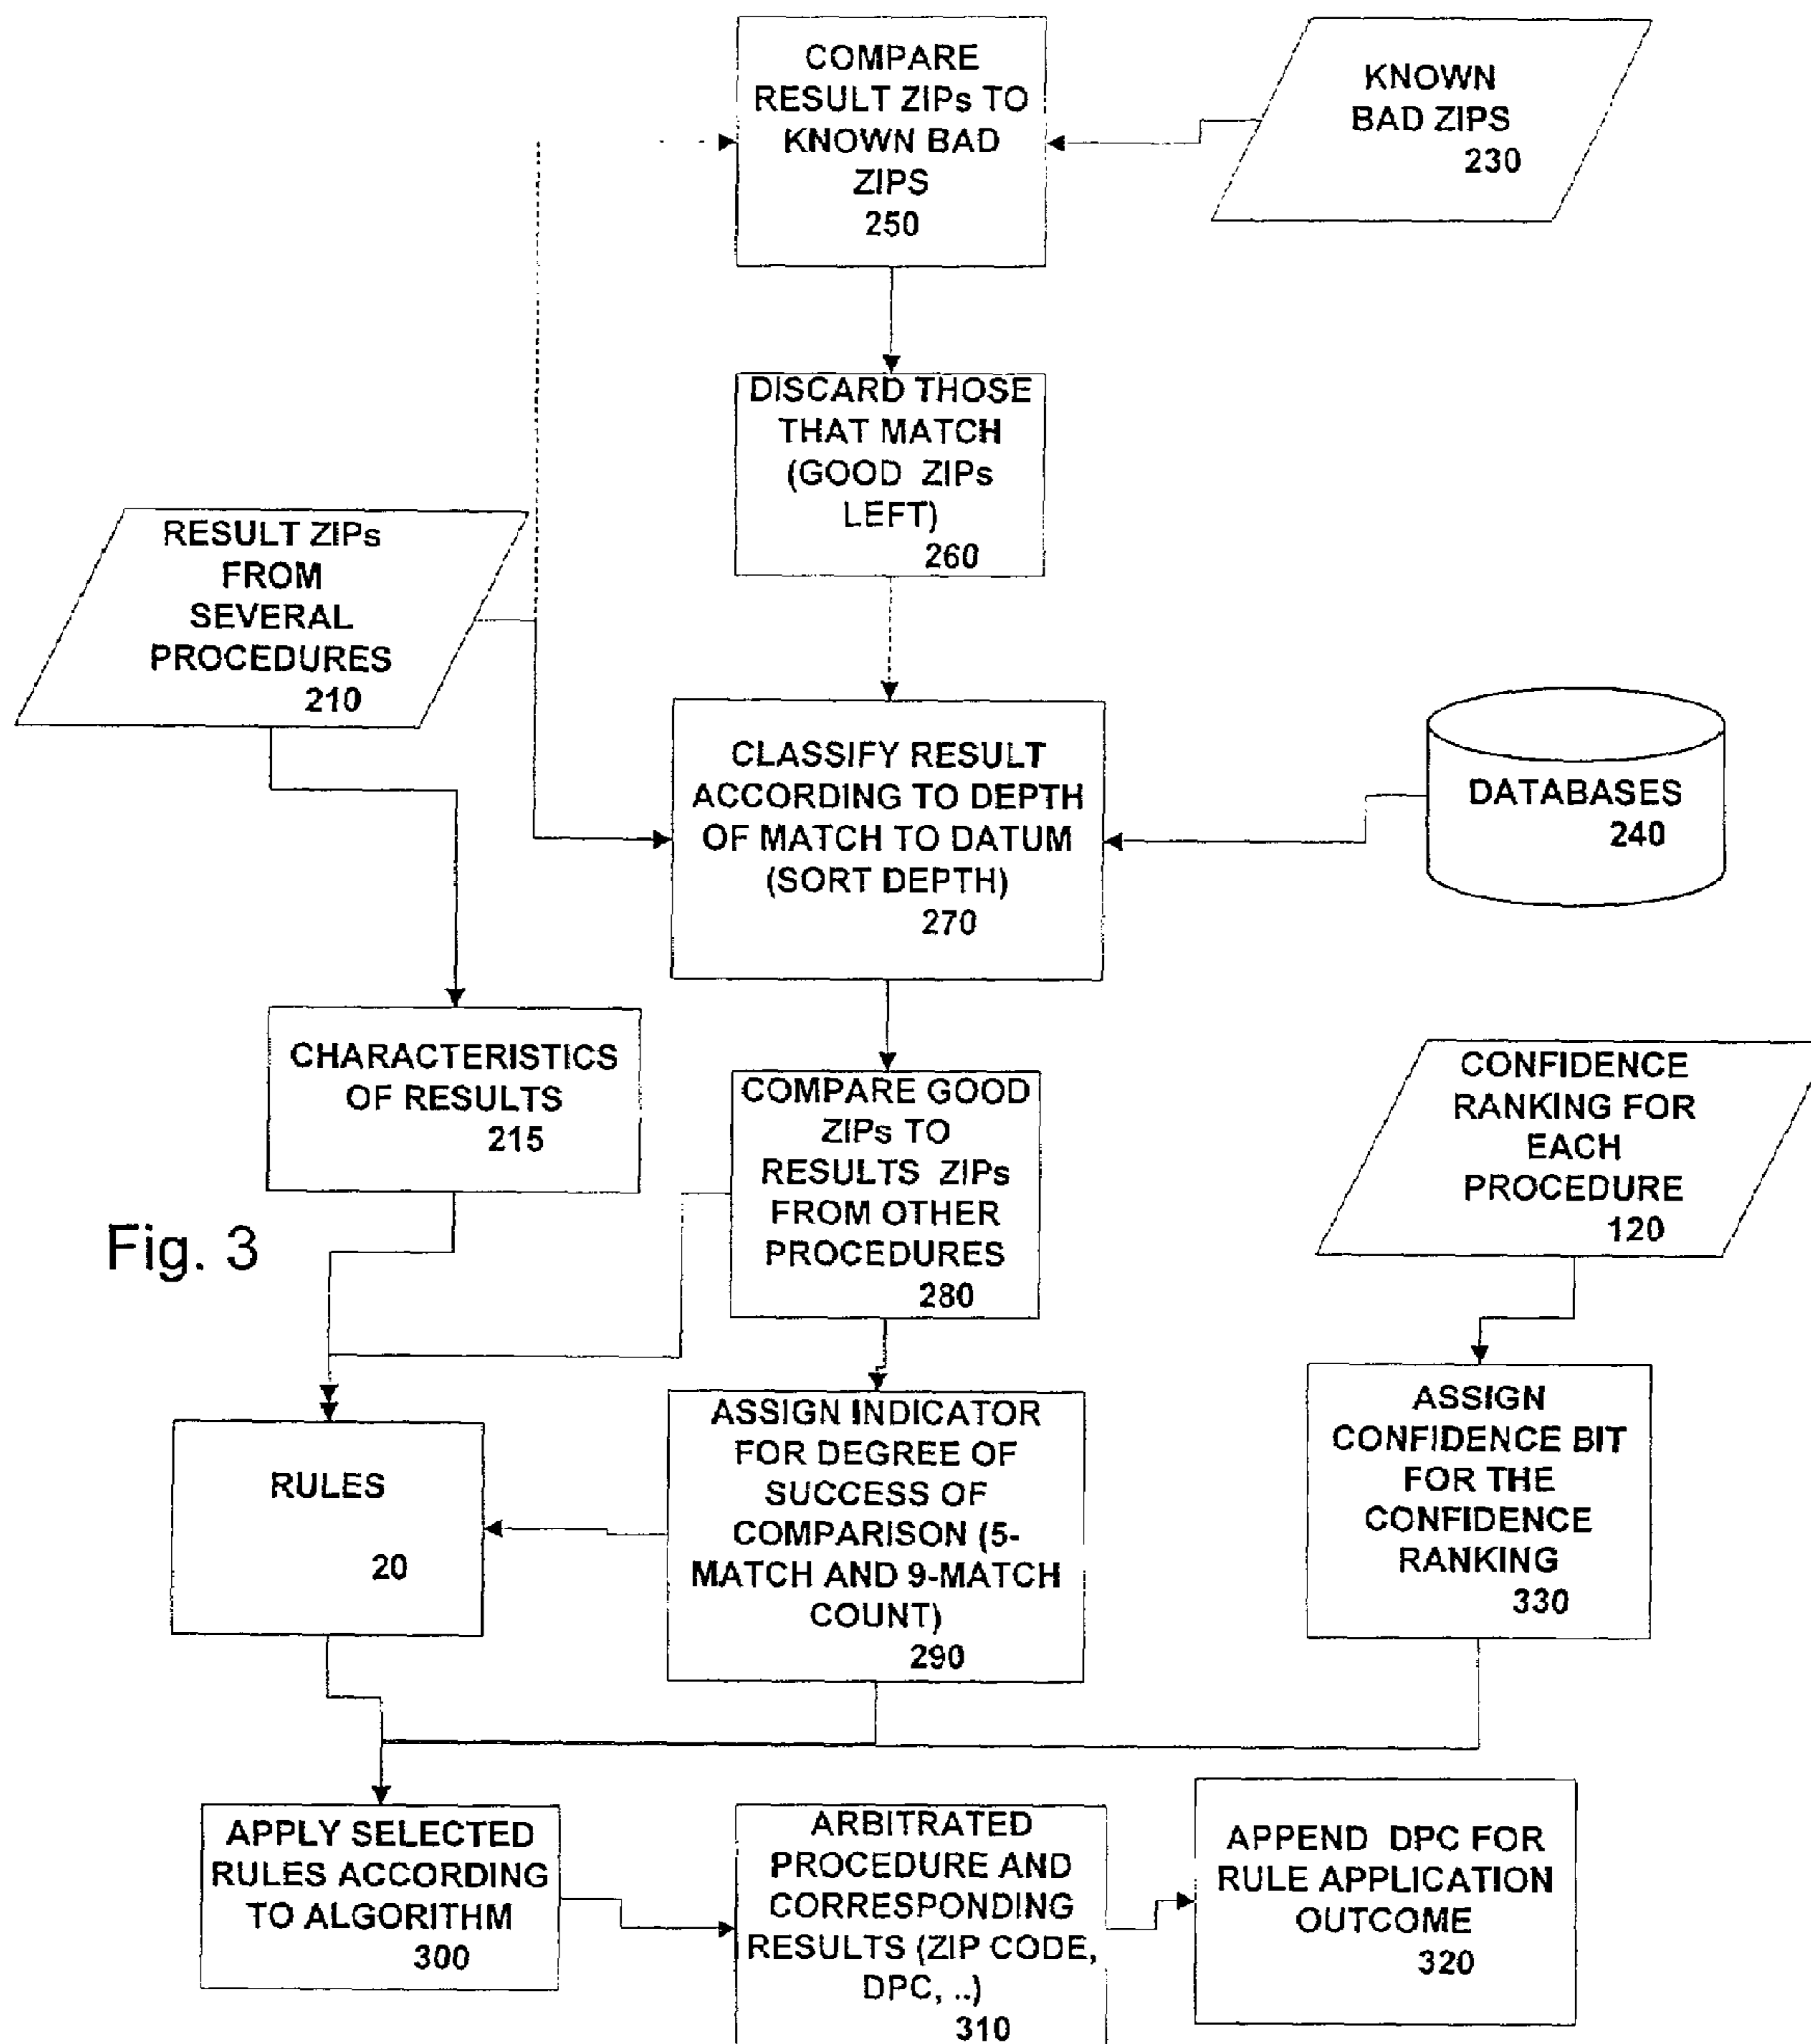 COMPARE
RESULT ZIPs TO
KNOWN BAD
ZIPS
250
KNOWN
BAD ZIPS
230
DISCARD THOSE
THAT MATCH
(GOOD ZIPs
LEFT)
260
RESULT ZIPs
FROM
SEVERAL
PROCEDURES
210
CLASSIFY RESULT
ACCORDING TO DEPTH
OF MATCH TO DATUM
(SORT DEPTH)
270
DATABASES
240
CHARACTERISTICS
OF RESULTS
215
COMPARE GOOD
ZIPs TO
RESULTS ZIPs
FROM OTHER
PROCEDURES
280
CONFIDENCE
RANKING FOR
EACH
PROCEDURE
120
Fig. 3
RULES
20
ASSIGN INDICATOR
FOR DEGREE OF
SUCCESS OF
COMPARISON (5-
MATCH AND 9-MATCH
COUNT)
290
ASSIGN
CONFIDENCE BIT
FOR THE
CONFIDENCE
RANKING
330
APPLY SELECTED
RULES ACCORDING
TO ALGORITHM
300
ARBITRATED
PROCEDURE AND
CORRESPONDING
RESULTS (ZIP CODE,
DPC, ..)
310
APPEND DPC FOR
RULE APPLICATION
OUTCOME
320